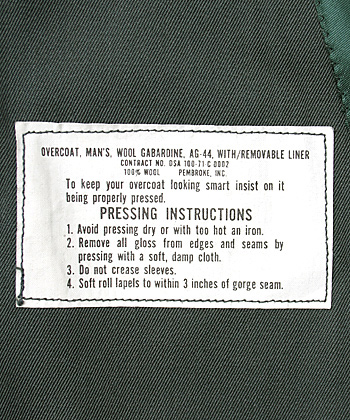 OVERCOAT, MAN'S, WOOL GABARDINE, AG-44, WITH/REMOVABLE LINER
CONTRACT NO. DSA 100-71 C 0002
100% WOOL PEMBROKE, INC.
To keep your overcoat looking smart insist on it
being properly pressed.
PRESSING INSTRUCTIONS
1. Avoid pressing dry or with too hot an iron.
2. Remove all gloss from edges and seams by
pressing with a soft, damp cloth.
3. Do not crease sleeves.
4. Soft roll lapels to within 3 inches of gorge seam.